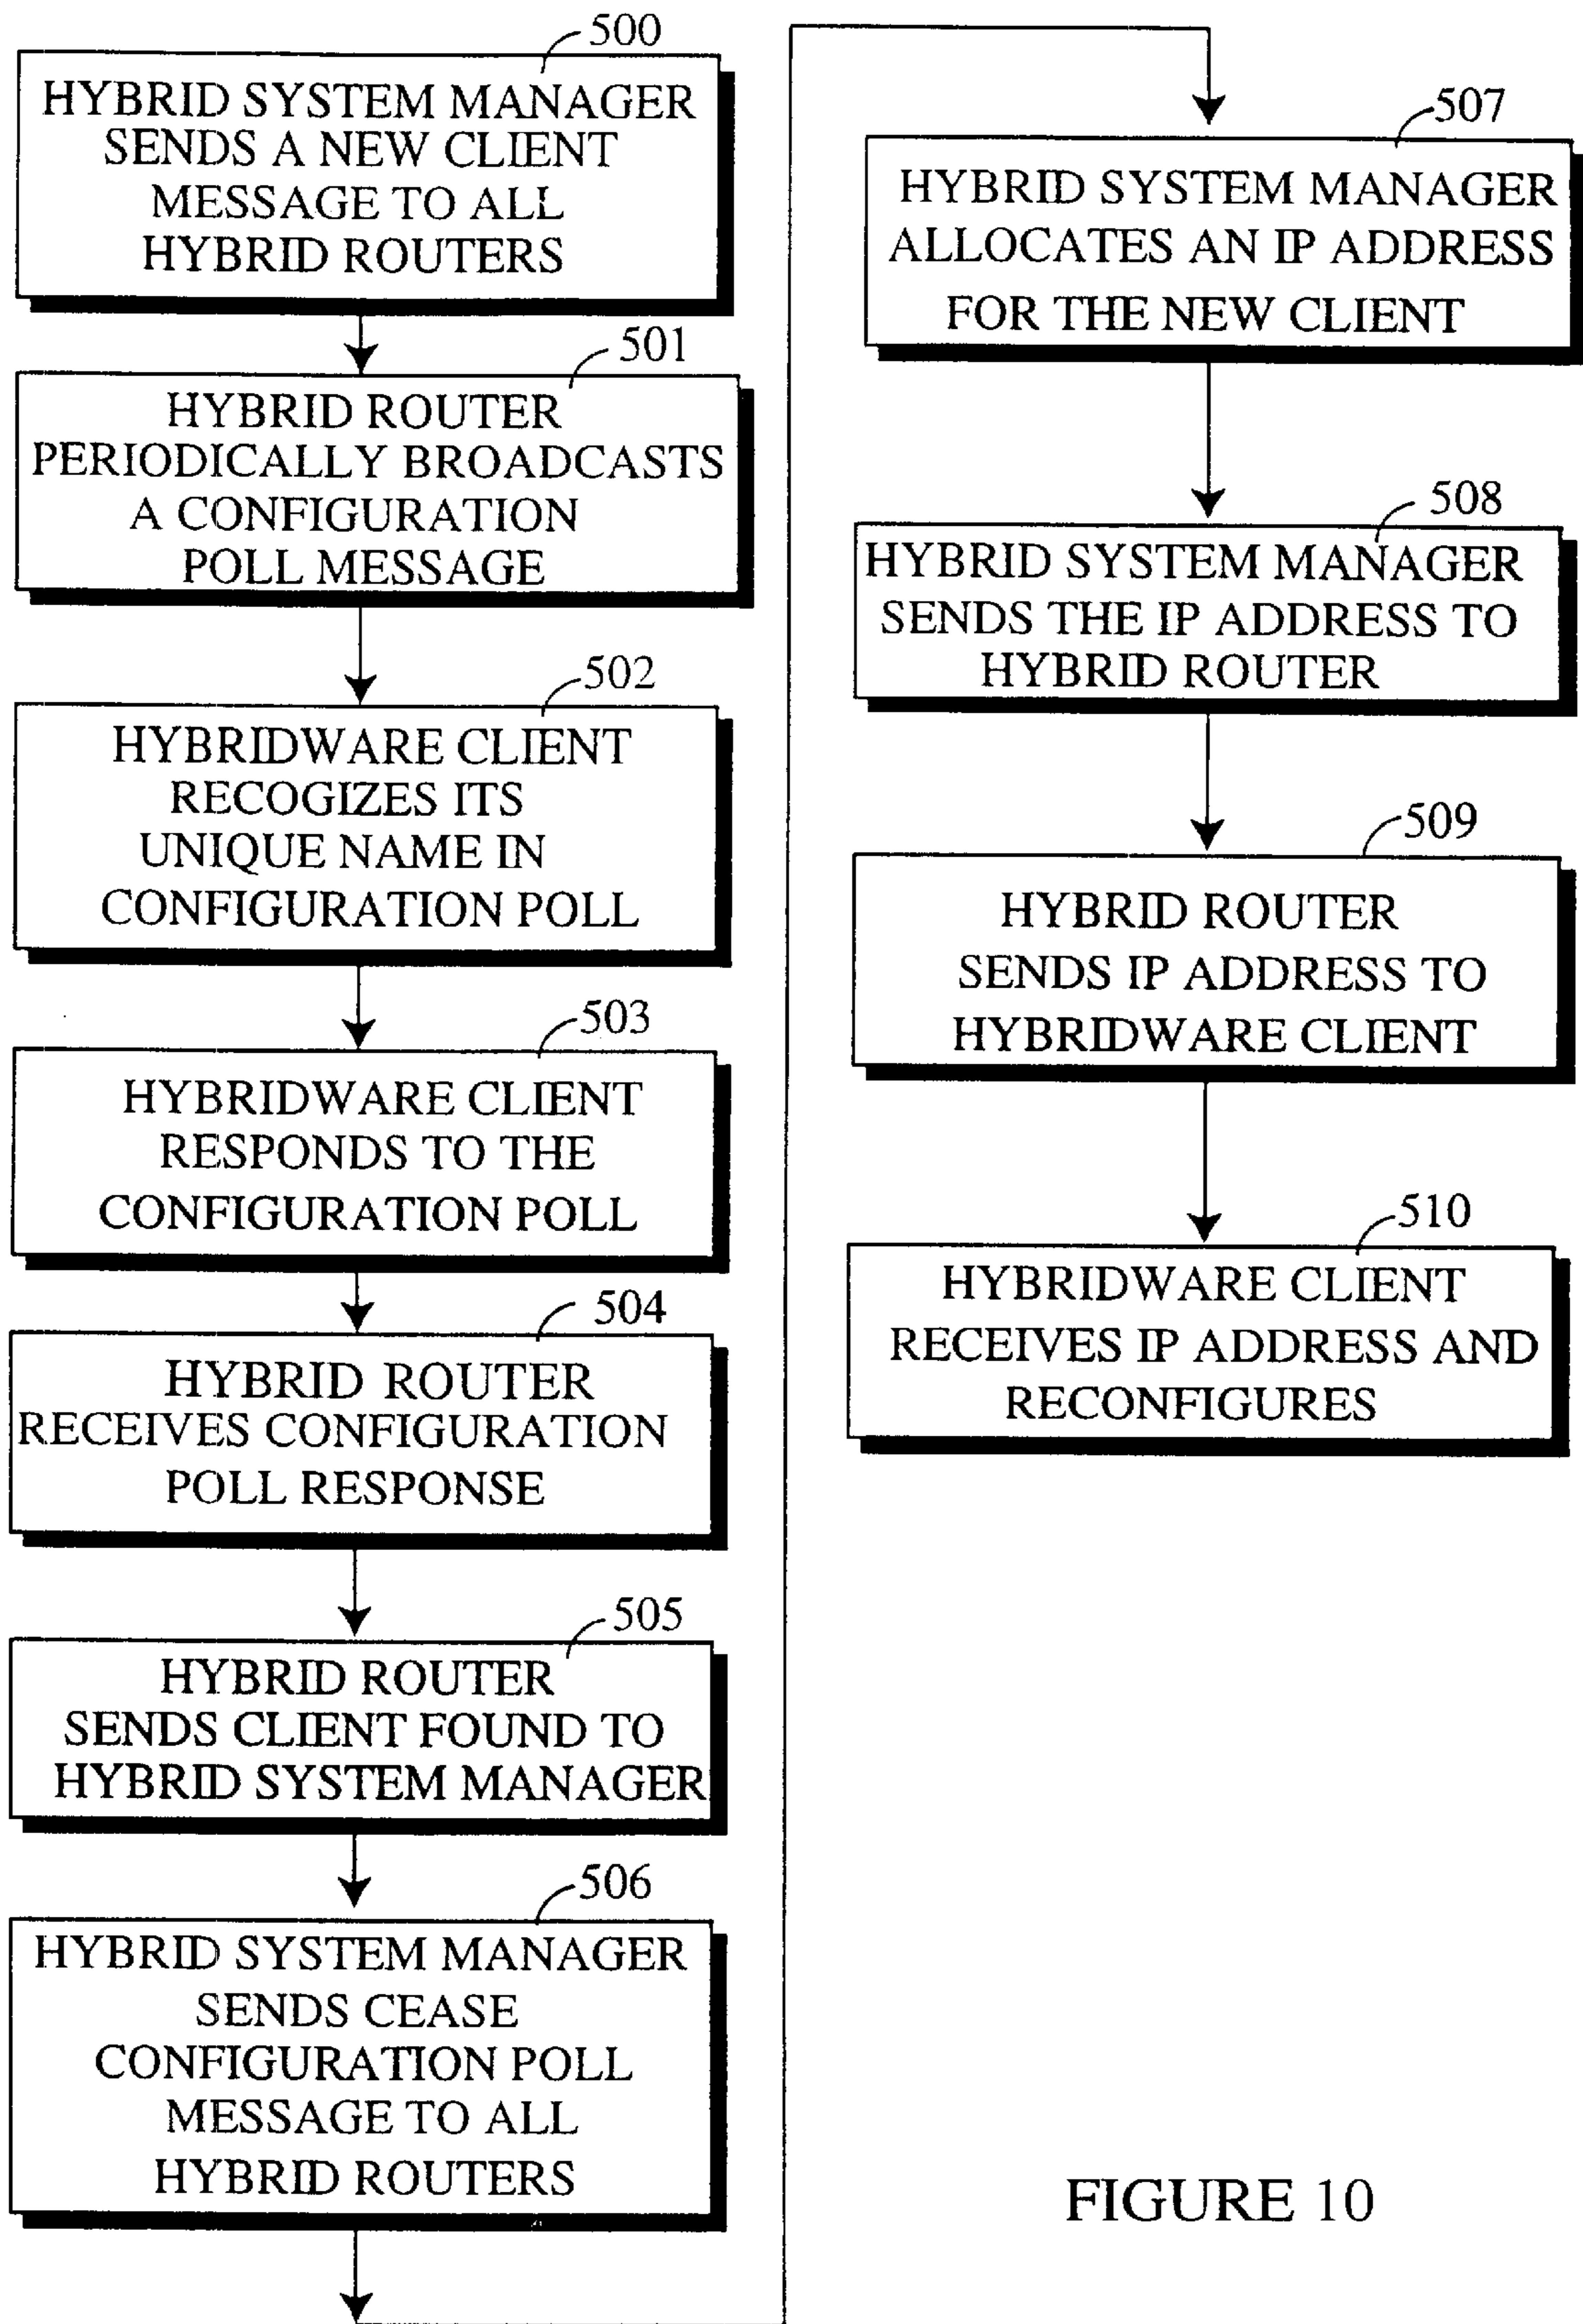 500
HYBRID SYSTEM MANAGER
SENDS A NEW CLIENT
MESSAGE TO ALL
HYBRID ROUTERS
501
HYBRID ROUTER
PERIODICALLY BROADCASTS
A CONFIGURATION
POLL MESSAGE
502
HYBRIDWARE CLIENT
RECOGIZES ITS
UNIQUE NAME IN
CONFIGURATION POLL
503
HYBRIDWARE CLIENT
RESPONDS TO THE
CONFIGURATION POLL
504
HYBRID ROUTER
RECEIVES CONFIGURATION
POLL RESPONSE
505
HYBRID ROUTER
SENDS CLIENT FOUND TO
HYBRID SYSTEM MANAGER
506
HYBRID SYSTEM MANAGER
SENDS CEASE
CONFIGURATION POLL
MESSAGE TO ALL
HYBRID ROUTERS
507
HYBRID SYSTEM MANAGER
ALLOCATES AN IP ADDRESS
FOR THE NEW CLIENT
508
HYBRID SYSTEM MANAGER
SENDS THE IP ADDRESS TO
HYBRID ROUTER
509
HYBRID ROUTER
SENDS IP ADDRESS TO
HYBRIDWARE CLIENT
510
HYBRIDWARE CLIENT
RECEIVES IP ADDRESS AND
RECONFIGURES
FIGURE 10